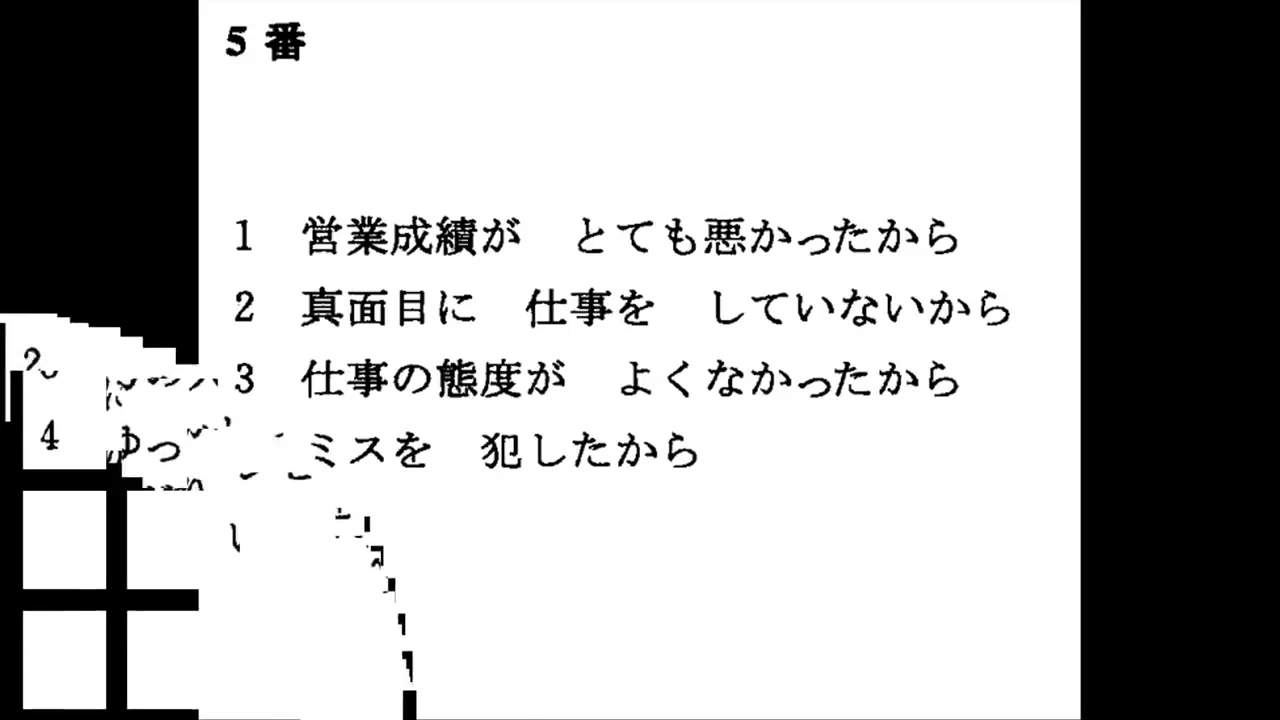 5 番
1 営業成績が とても悪かったから
2 真面目に 仕事を していないから
3 仕事の態度が よくなかったから
4 ゆっ
ミスを 犯したから